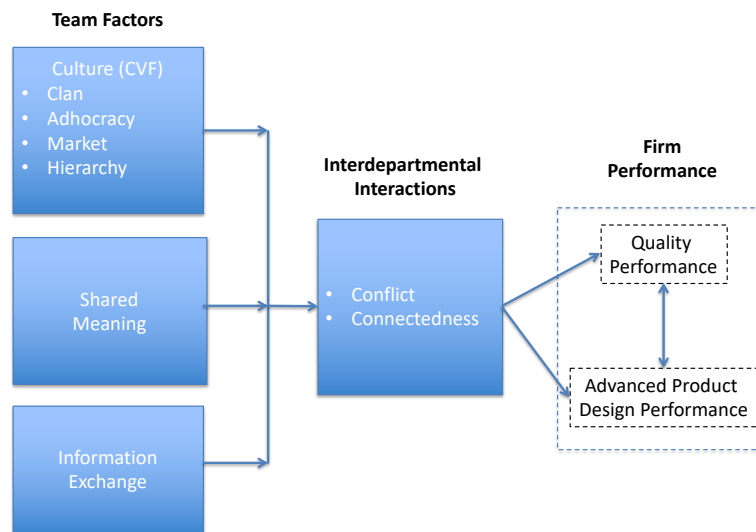 Team Factors
Culture (CVF)
• Clan
• Adhocracy
• Market
• Hierarchy
Shared
Meaning
Information
Exchange
Interdepartmental
Interactions
• Conflict
• Connectedness
Firm
Performance
Quality
Performance
Advanced Product
Design Performance